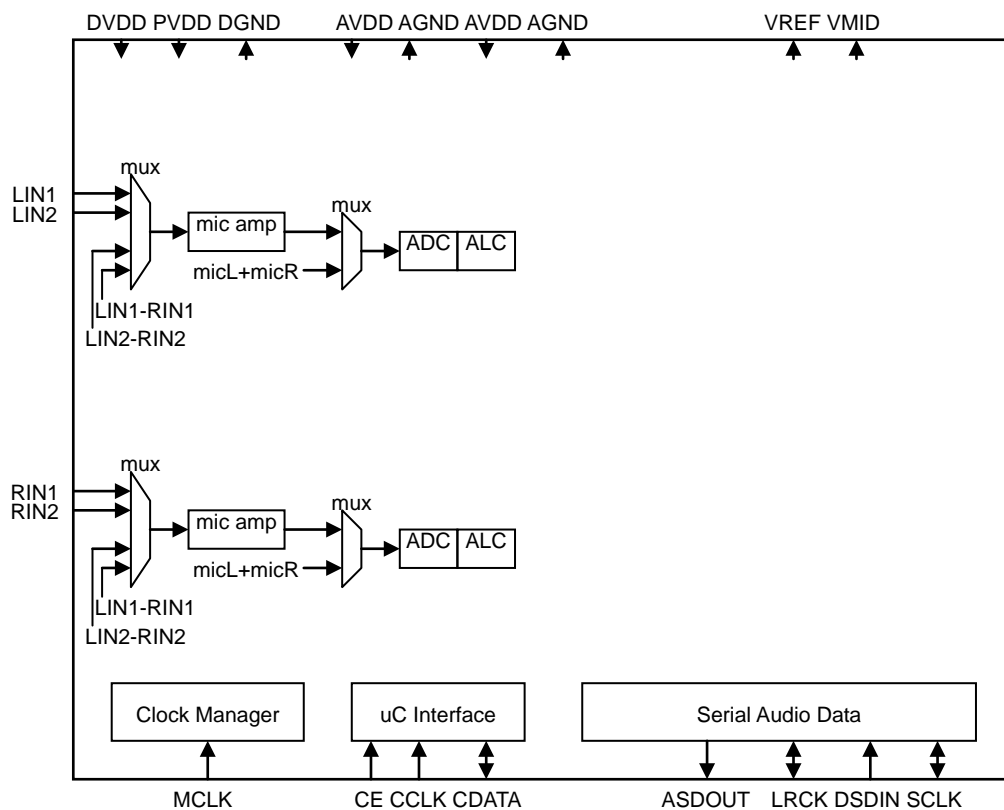 DVDD PVDD DGND AVDD AGND AVDD AGND VREF VMID
mux
LIN1
LIN2
mic amp
mux
ADC ALC
micL+micR
LIN1-RIN1
LIN2-RIN2
mux
RIN1
RIN2
mic amp
mux
ADC ALC
micL+micR
LIN1-RIN1
LIN2-RIN2
Clock Manager uC Interface Serial Audio Data
MCLK CE CCLK CDATA ASDOUT LRCK DSDIN SCLK